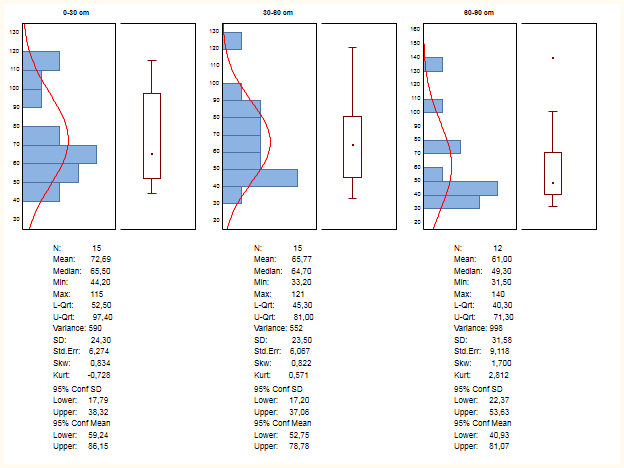 0-30 cm
130
120
110
100
90
80
70
60
50
40
30
N: 15
Mean: 72,69
Median: 65,50
Min: 44,20
Max: 115
L-Qrt: 52,50
U-Qrt: 97,40
Variance: 590
SD: 24,30
Std.Err: 6,274
Skw: 0,834
Kurt: -0,728
95% Conf SD
Lower: 17,79
Upper: 38,32
95% Conf Mean
Lower: 59,24
Upper: 86,15
30-60 cm
130
120
110
100
90
80
70
60
50
40
30
20
N: 15
Mean: 65,77
Median: 64,70
Min: 33,20
Max: 121
L-Qrt: 45,30
U-Qrt: 81,00
Variance: 552
SD: 23,50
Std.Err: 6,067
Skw: 0,822
Kurt: 0,571
95% Conf SD
Lower: 17,20
Upper: 37,06
95% Conf Mean
Lower: 52,75
Upper: 78,78
60-90 cm
160
150
140
130
120
110
100
90
80
70
60
50
40
30
20
N: 12
Mean: 61,00
Median: 49,30
Min: 31,50
Max: 140
L-Qrt: 40,30
U-Qrt: 71,30
Variance: 998
SD: 31,58
Std.Err: 9,118
Skw: 1,700
Kurt: 2,812
95% Conf SD
Lower: 22,37
Upper: 53,63
95% Conf Mean
Lower: 40,93
Upper: 81,07